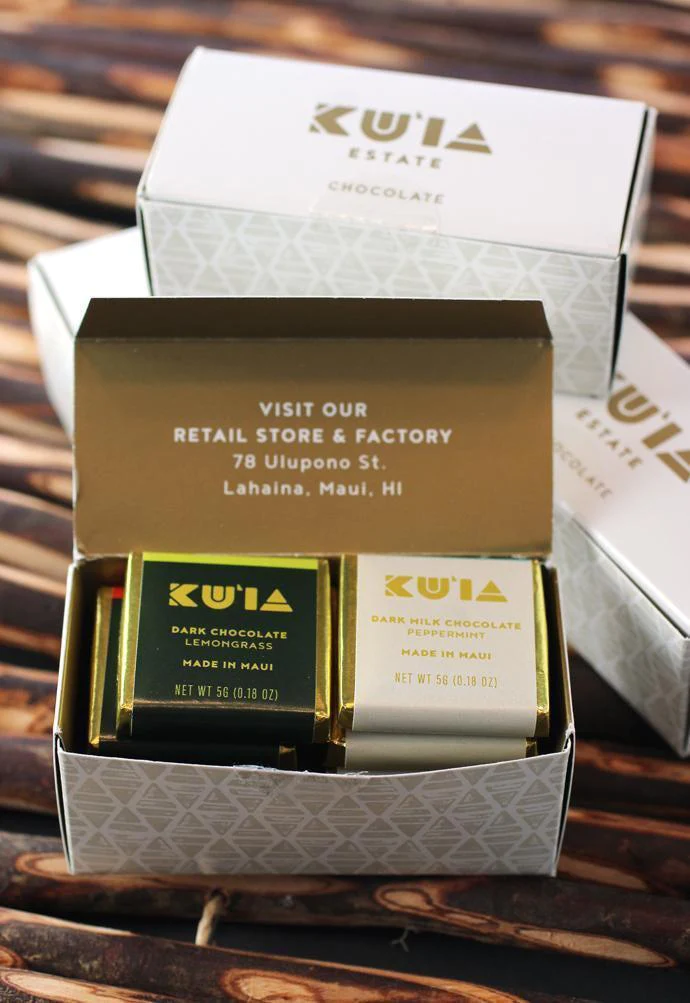 KU'IA
ESTATE
CHOCOLATE
VISIT OUR
RETAIL STORE & FACTORY
78 Ulupono St.
Lahaina, Maui, HI
KU'IA
ESTATE
KU'IA
DARK CHOCOLATE
LEMONGRASS
MADE IN MAUI
NET WT 5G (0.18 OZ)
KU'IA
DARK MILK CHOCOLATE
PEPPERMINT
MADE IN MAUI
NET WT 5G (0.18 OZ)